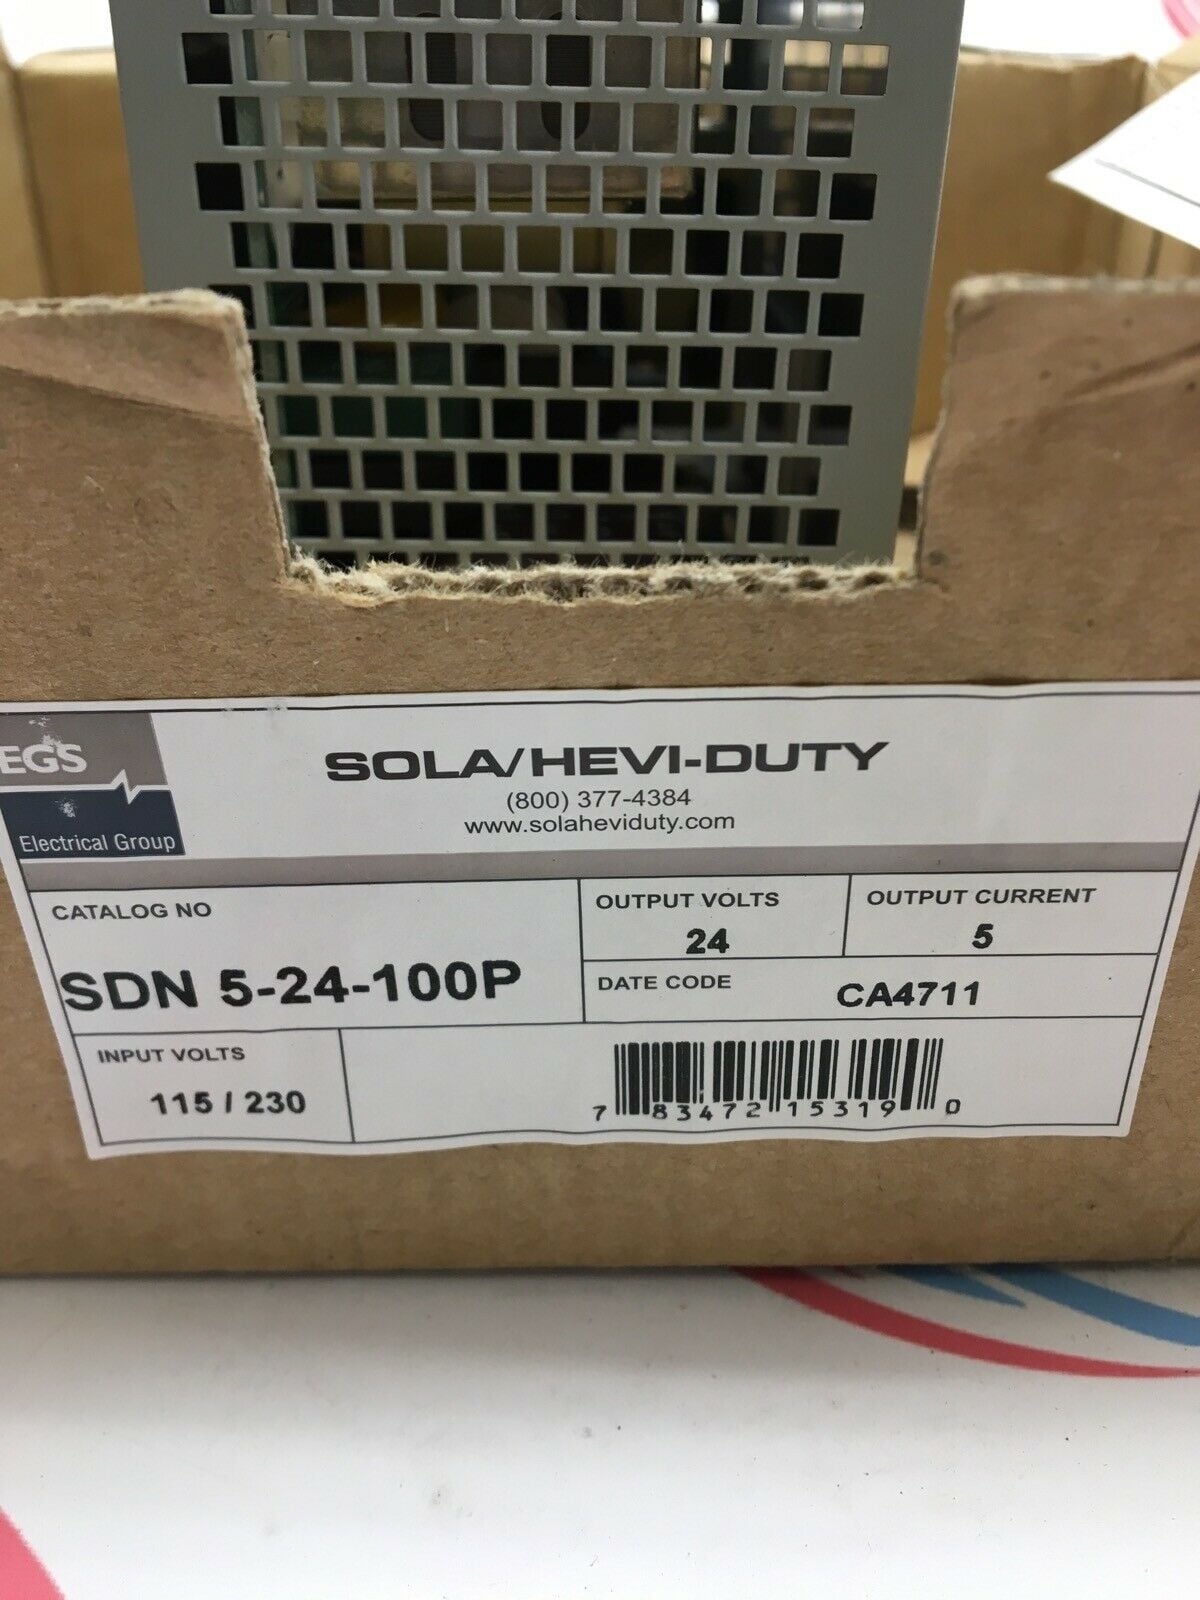 EGS
Electrical Group
SOLA/HEVI-DUTY
(800) 377-4384
www.solaheviduty.com
CATALOG NO
SDN 5-24-100P
OUTPUT VOLTS
24
OUTPUT CURRENT
5
DATE CODE
CA4711
INPUT VOLTS
115 / 230
7 83472 15319 0